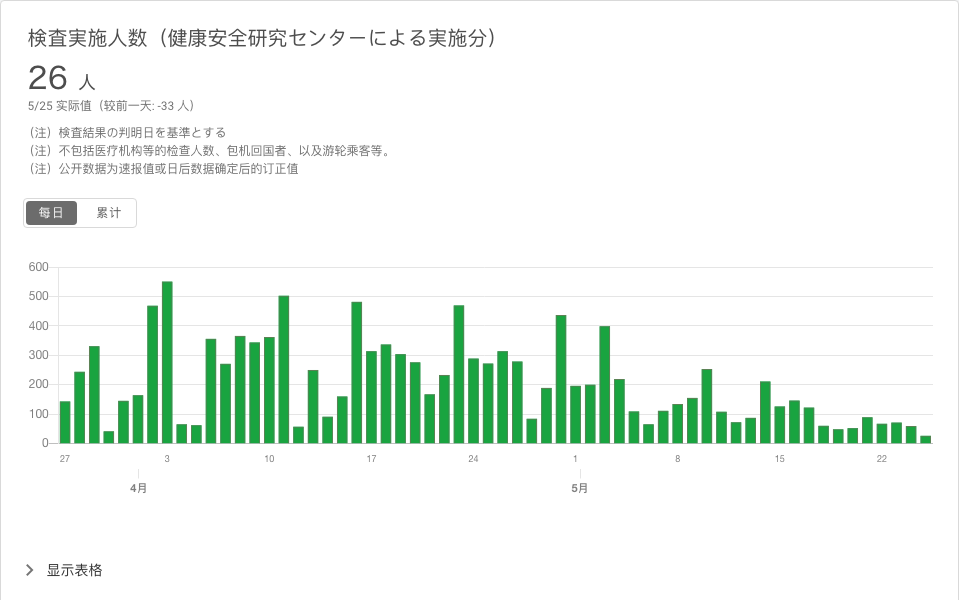 検査実施人数（健康安全研究センターによる実施分）
26 人
5/25 实际值（较前一天: -33 人）
（注）検査結果の判明日を基準とする
（注）不包括医疗机构等的检查人数、包机回国者、以及游轮乘客等。
（注）公开数据为速报值或日后数据确定后的订正值
每日 累计
600
500
400
300
200
100
0
27 3 10 17 24 1 8 15 22
4月 5月
显示表格